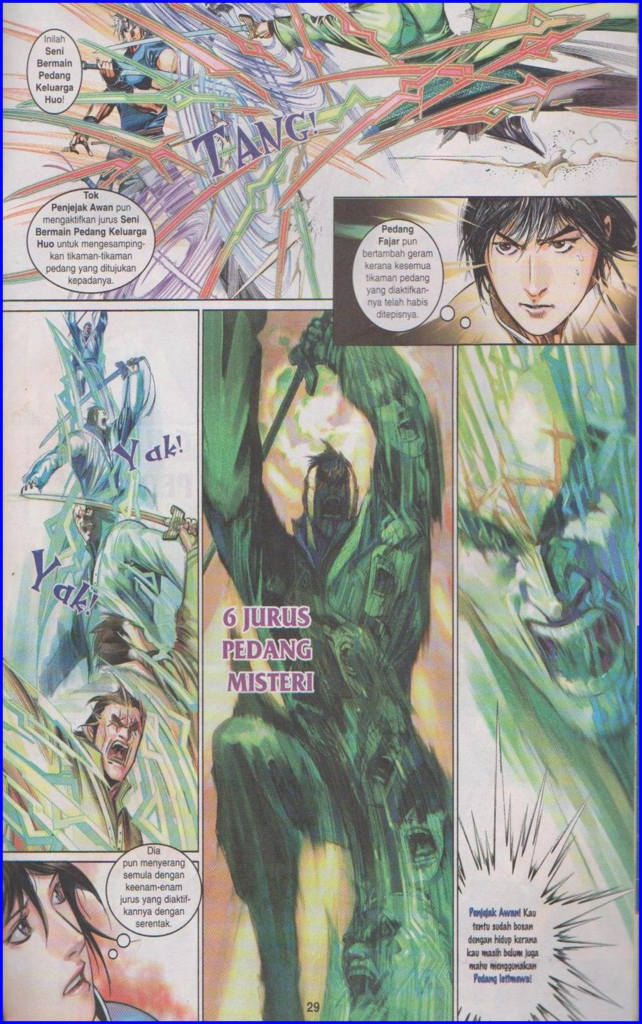 Inilah
Seni
Bermain
Pedang
Keluarga
Huo!
TANG!
Tok
Penjejak Awan pun
mengaktifkan jurus Seni
Bermain Pedang Keluarga
Huo untuk mengesamping-
kan tikaman-tikaman
pedang yang ditujukan
kepadanya.
Pedang
Fajar pun
bertambah geram
kerana kesemua
tikaman pedang
yang diaktifkan-
nya telah habis
ditepisnya.
Yak!
Yak!
6 JURUS
PEDANG
MISTERI
Dia
pun menyerang
semula dengan
keenam-enam
jurus yang diaktif-
kannya dengan
serentak.
Penjejak Awan! Kau
tentu sudah bosan
dengan hidup kerana
kau masih belum juga
mahu menggunakan
Pedang Istimewa!
29